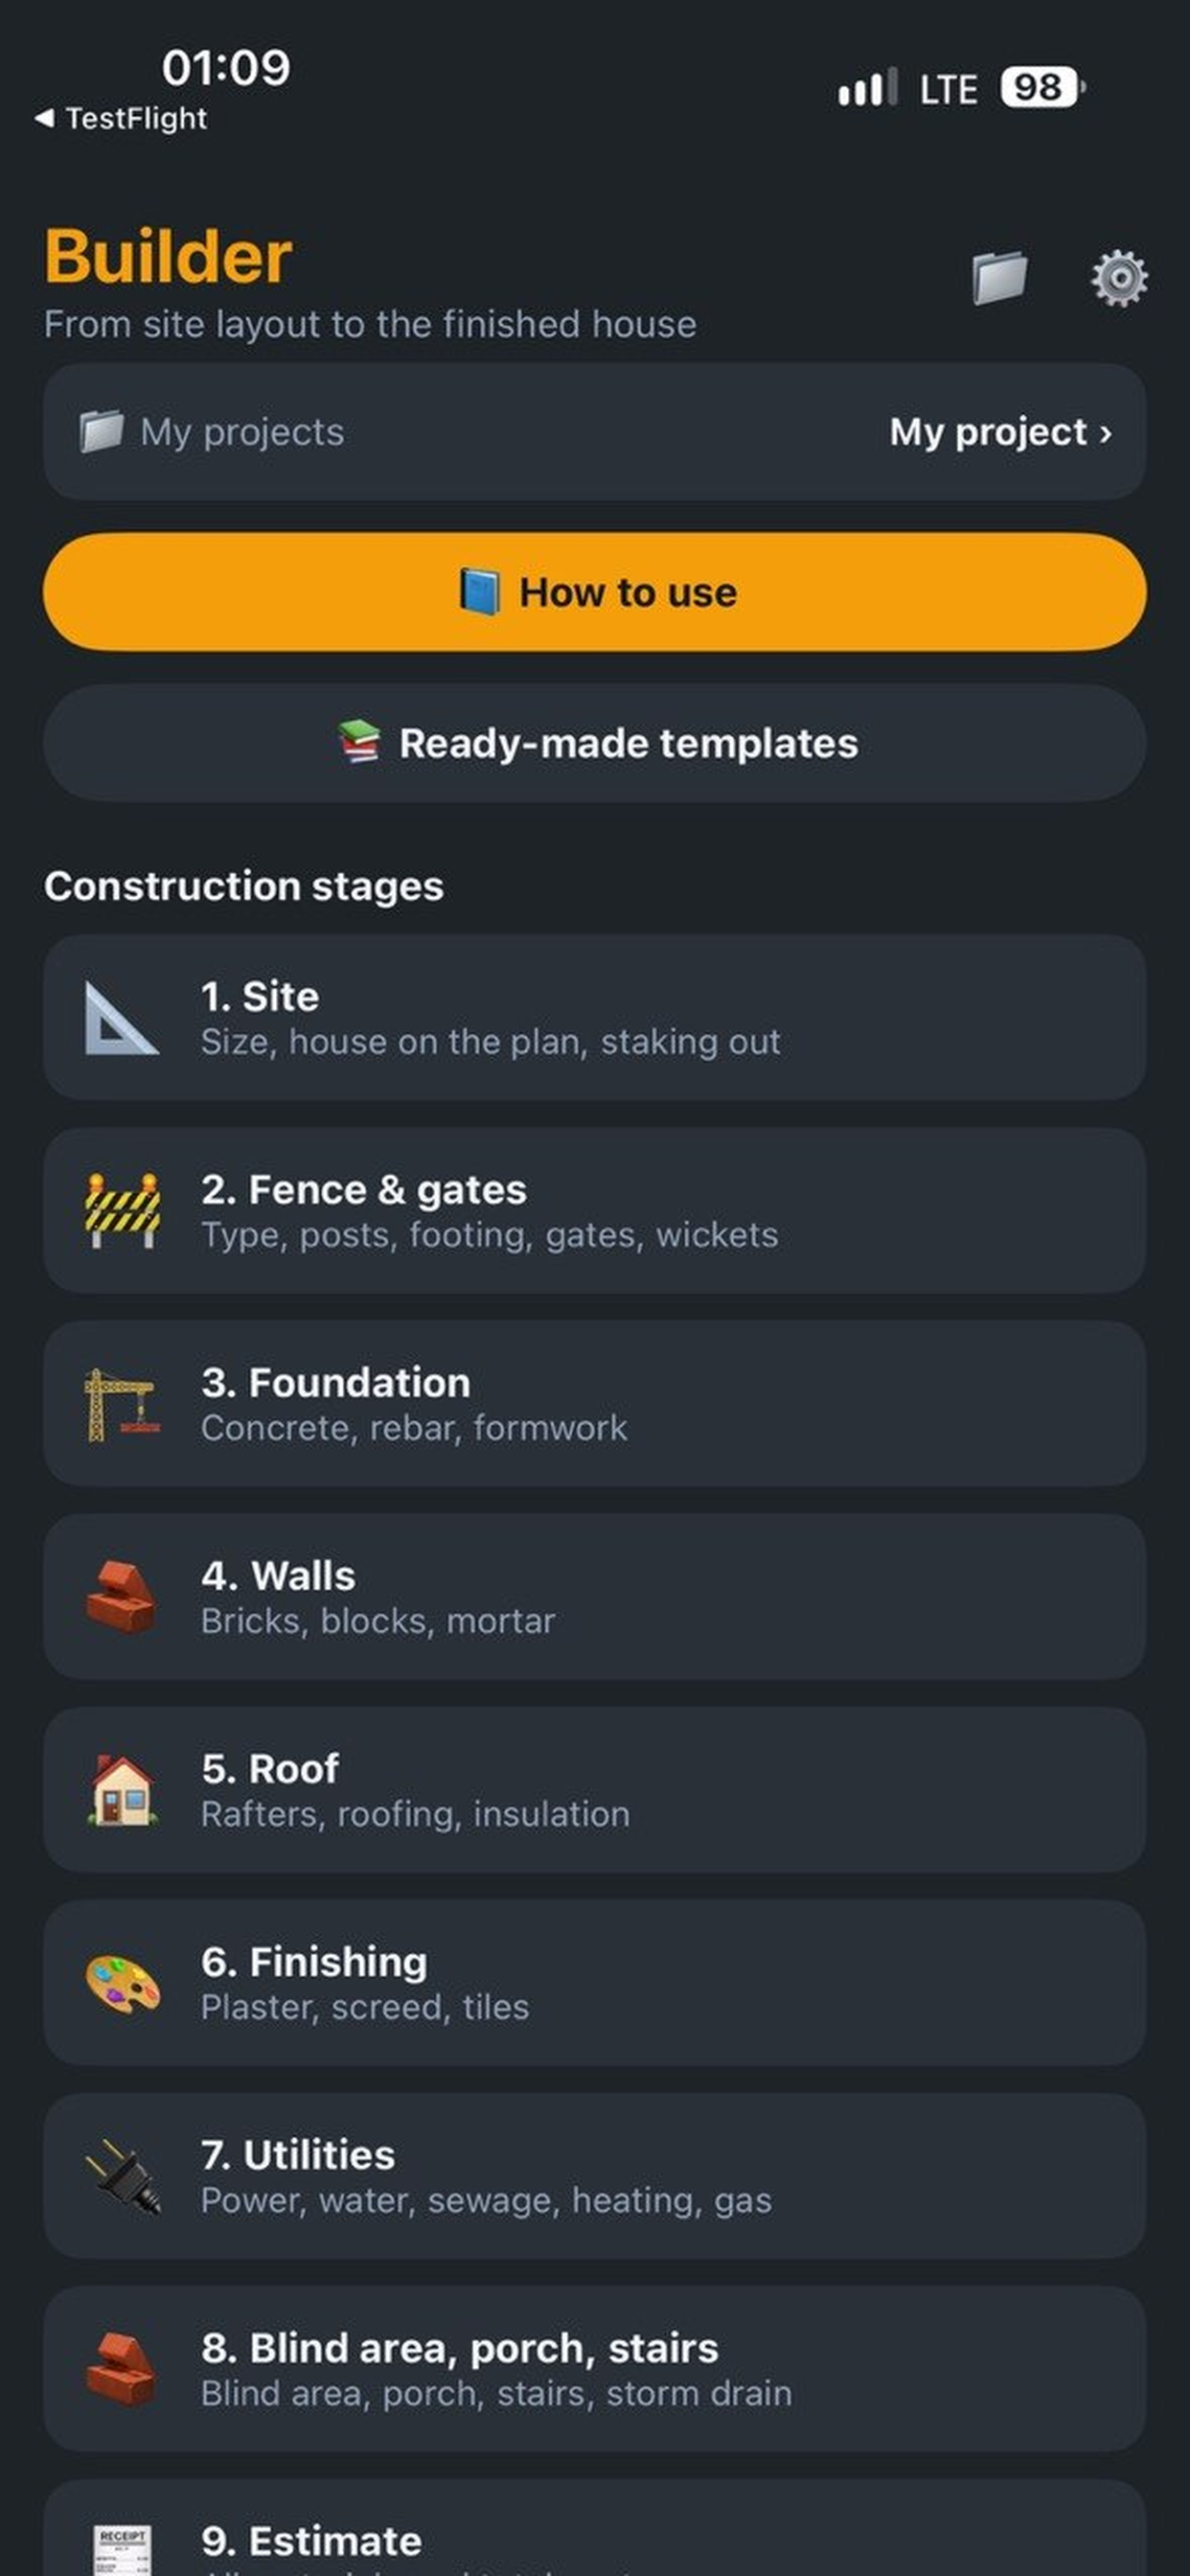 01:09
LTE 98
◀ TestFlight
Builder
From site layout to the finished house
My projects
My project ›
How to use
Ready-made templates
Construction stages
1. Site
Size, house on the plan, staking out
2. Fence & gates
Type, posts, footing, gates, wickets
3. Foundation
Concrete, rebar, formwork
4. Walls
Bricks, blocks, mortar
5. Roof
Rafters, roofing, insulation
6. Finishing
Plaster, screed, tiles
7. Utilities
Power, water, sewage, heating, gas
8. Blind area, porch, stairs
Blind area, porch, stairs, storm drain
RECEIPT
9. Estimate